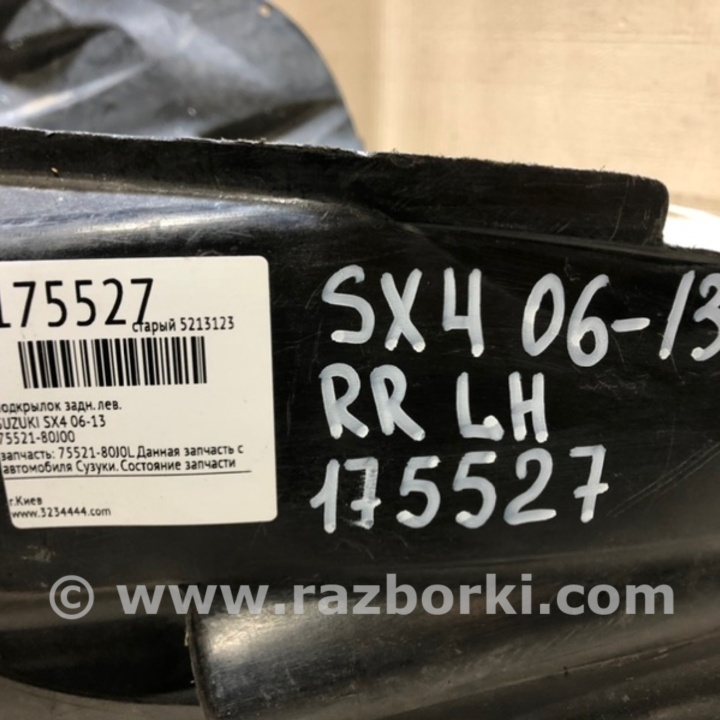 175527
старый 5213123
подкрылок задн. лев.
SUZUKI SX4 06-13
75521-80J00
запчасть: 75521-80J0L Данная запчасть с
автомобиля Сузуки. Состояние запчасти
г.Киев
www.3234444.com
SX4 06-13
RR LH
175527
© www.razborki.com